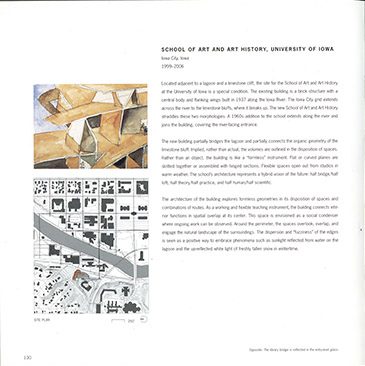 SCHOOL OF ART AND ART HISTORY, UNIVERSITY OF IOWA
Iowa City, Iowa
1999–2006
Located adjacent to a lagoon and a limestone cliff, the site for the School of Art and Art History
at the University of Iowa is a special condition. The existing building is a brick structure with a
central body and flanking wings built in 1937 along the Iowa River. The Iowa City grid extends
across the river to the limestone bluffs, where it breaks up. The new School of Art and Art History
straddles these two morphologies. A 1960s addition to the school extends along the river and
joins the building, covering the river-facing entrance.
The new building partially bridges the lagoon and partially connects the organic geometry of the
limestone bluff. Implied, rather than actual, the volumes are outlined in the disposition of spaces.
Rather than an object, the building is like a "formless" instrument. Flat or curved planes are
slotted together or assembled with hinged sections. Flexible spaces open out from studios in
warm weather. The school's architecture represents a hybrid vision of the future: half bridge/half
loft; half theory/half practice; and half human/half scientific.
The architecture of the building explores formless geometries in its disposition of spaces and
combinations of routes. As a working and flexible teaching instrument, the building connects inte-
rior functions in spatial overlap at its center. This space is envisioned as a social condenser
where ongoing work can be observed. Around the perimeter, the spaces overlook, overlap, and
engage the natural landscape of the surroundings. The dispersion and "fuzziness" of the edges
is seen as a positive way to embrace phenomena such as sunlight reflected from water on the
lagoon and the upreflected white light of freshly fallen snow in wintertime.
SITE PLAN
250'
130
Opposite: The library bridge is reflected in the